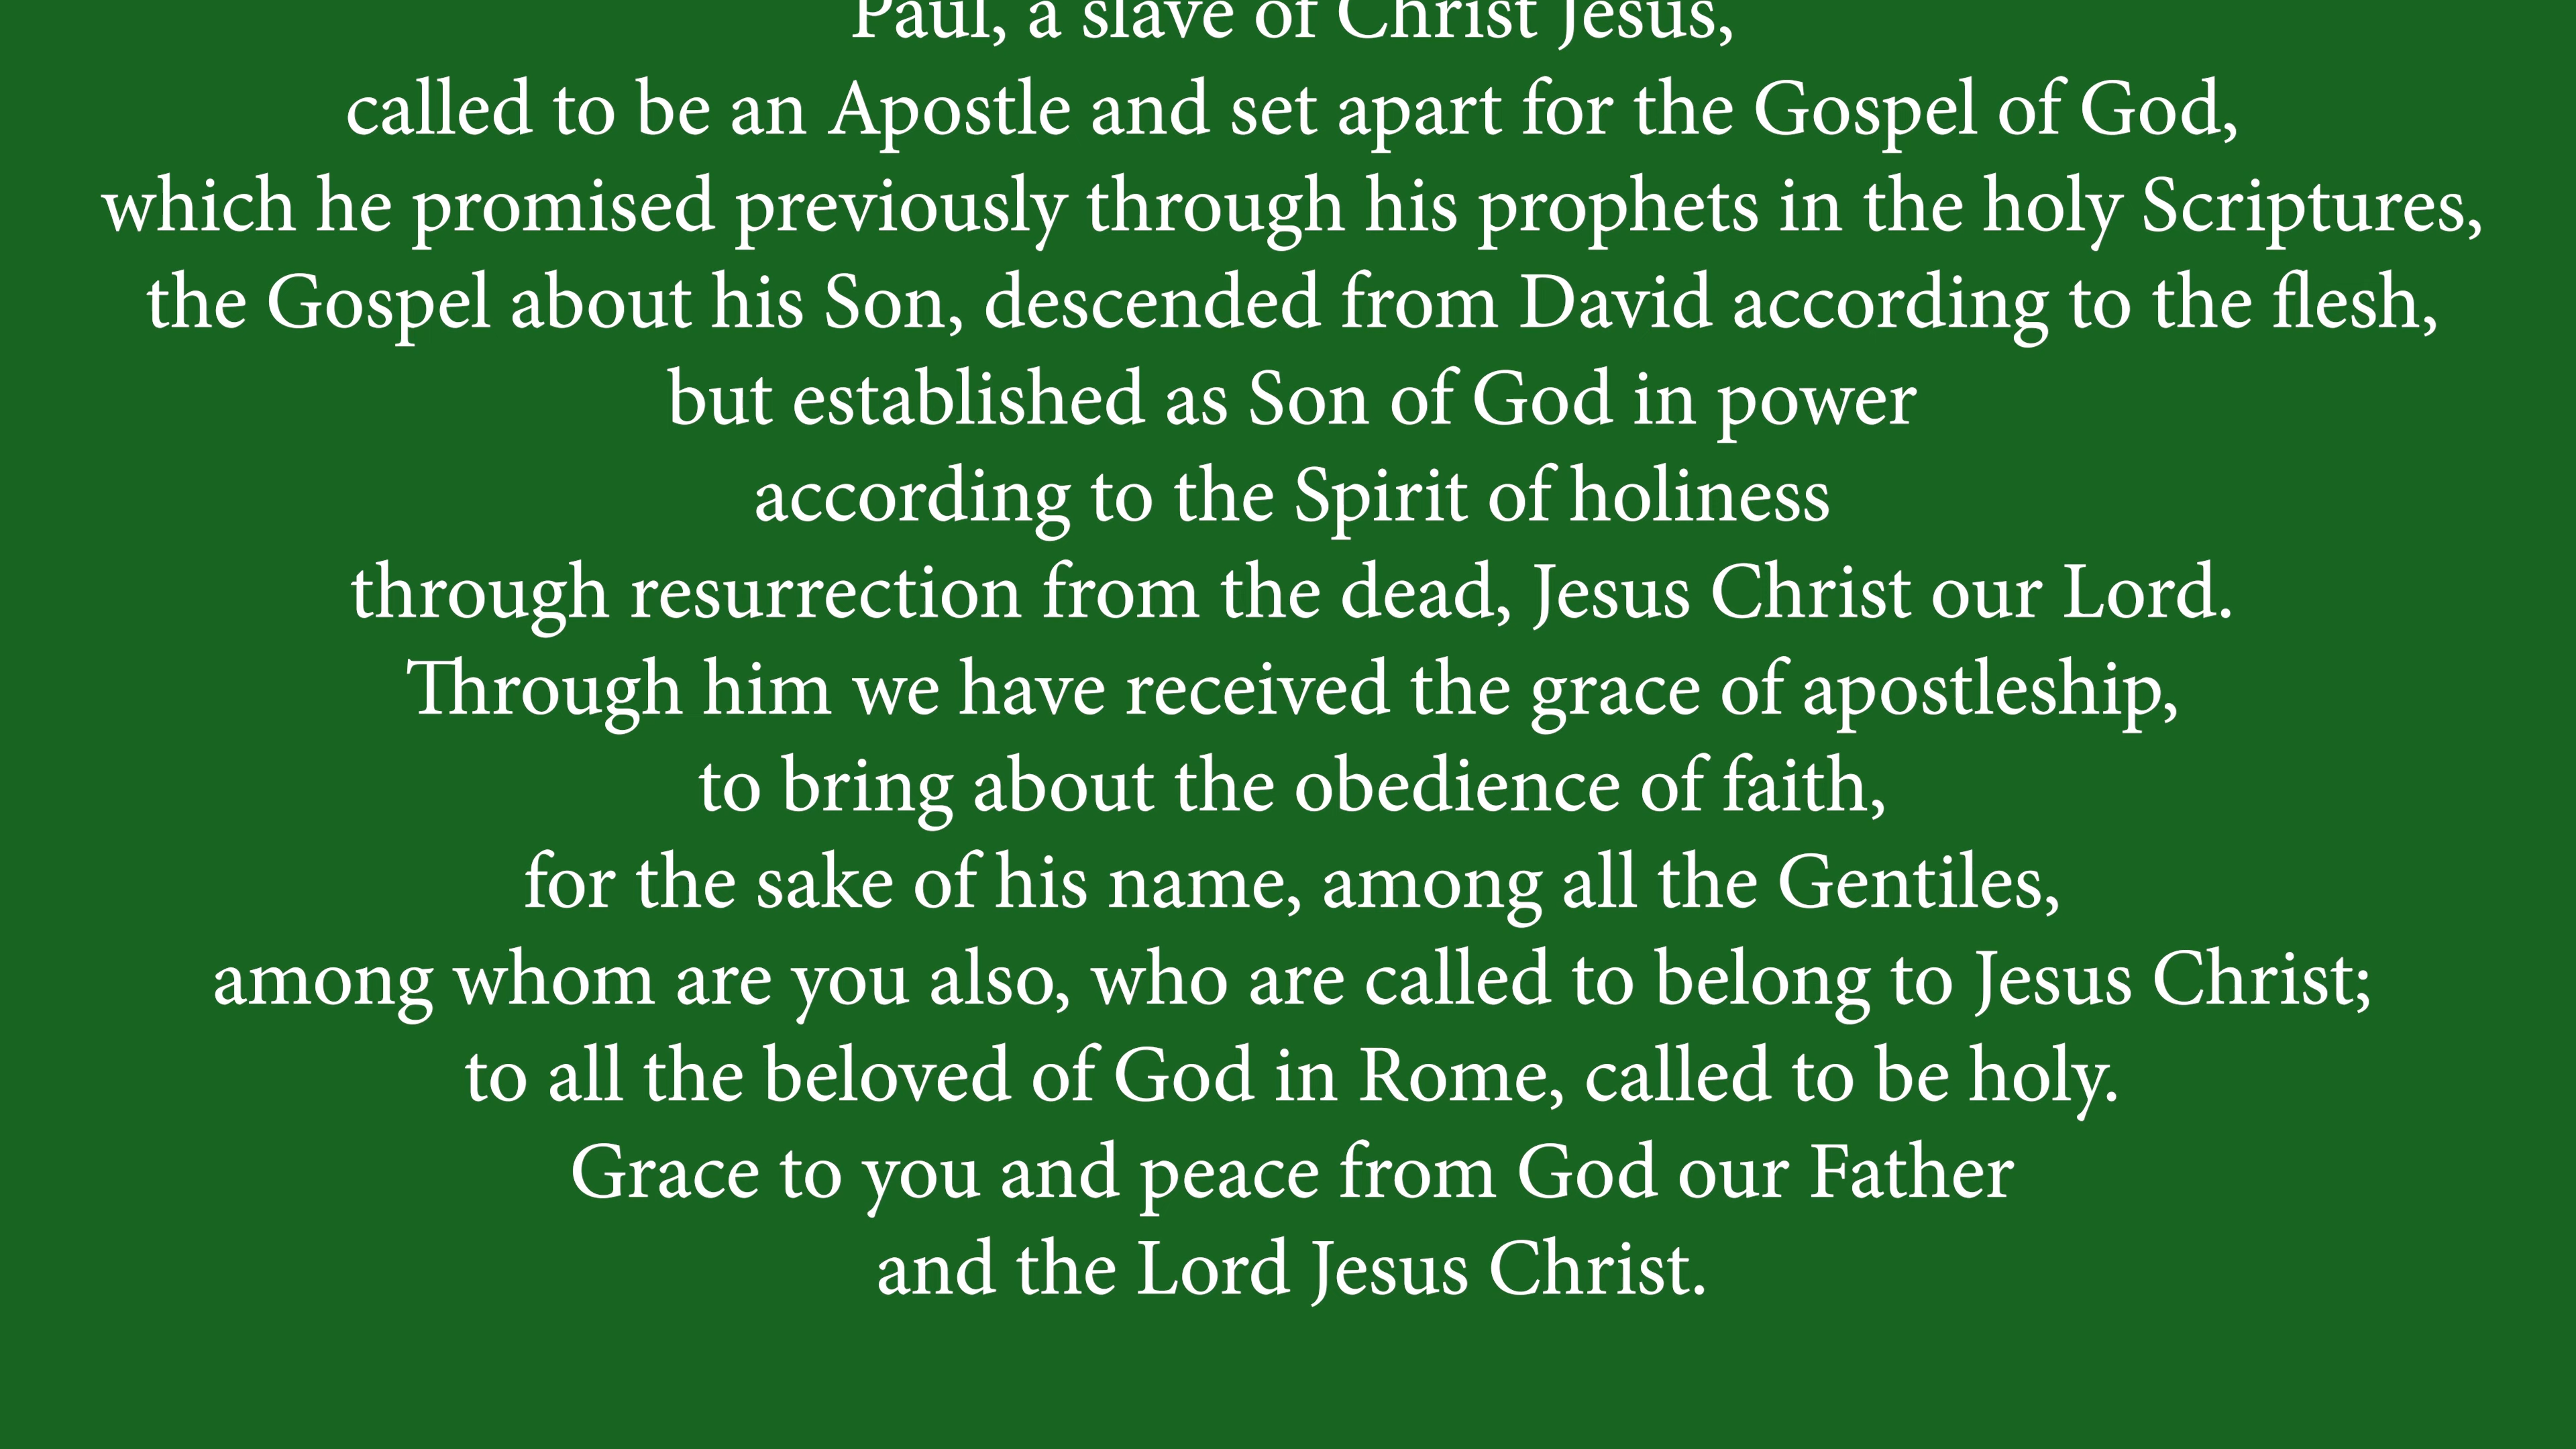 Paul, a slave of Christ Jesus,
called to be an Apostle and set apart for the Gospel of God,
which he promised previously through his prophets in the holy Scriptures,
the Gospel about his Son, descended from David according to the flesh,
but established as Son of God in power
according to the Spirit of holiness
through resurrection from the dead, Jesus Christ our Lord.
Through him we have received the grace of apostleship,
to bring about the obedience of faith,
for the sake of his name, among all the Gentiles,
among whom are you also, who are called to belong to Jesus Christ;
to all the beloved of God in Rome, called to be holy.
Grace to you and peace from God our Father
and the Lord Jesus Christ.